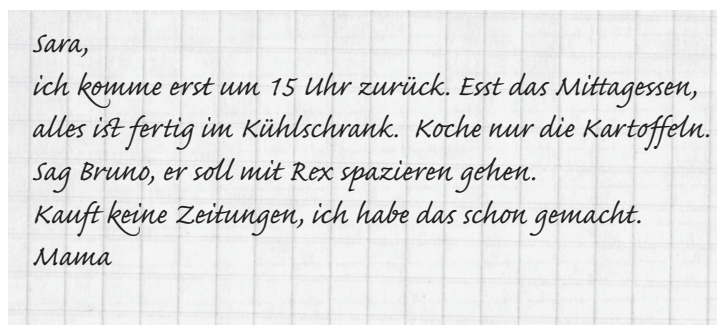 Sara,
ich komme erst um 15 Uhr zurück. Esst das Mittagessen,
alles ist fertig im Kühlschrank. Koche nur die Kartoffeln.
Sag Bruno, er soll mit Rex spazieren gehen.
Kauft keine Zeitungen, ich habe das schon gemacht.
Mama